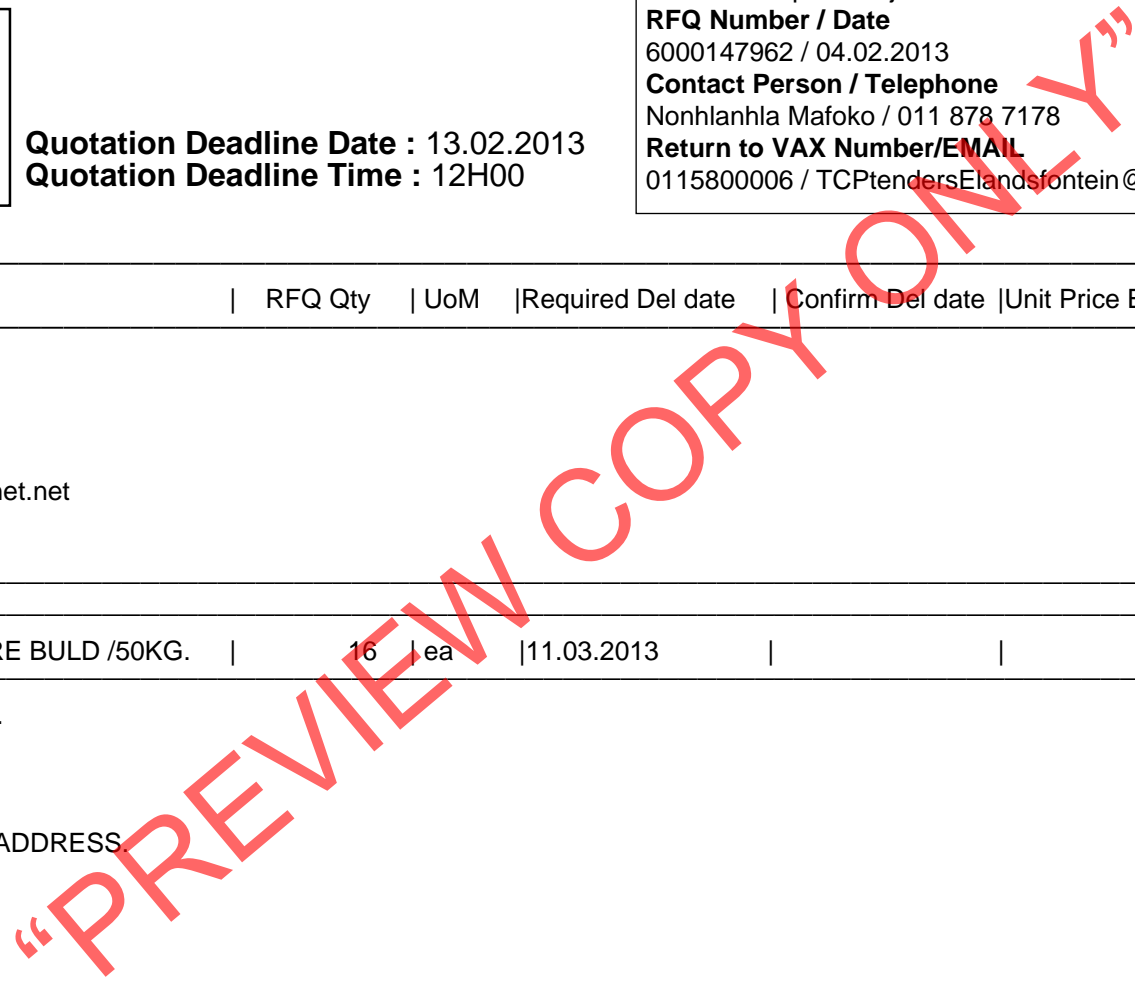 RFQ Number / Date
6000147962 / 04.02.2013
Contact Person / Telephone
Nonhlanhla Mafoko / 011 878 7178
Return to VAX Number/EMAIL
0115800006 / TCPtendersElandsfontein@
Quotation Deadline Date : 13.02.2013
Quotation Deadline Time : 12H00
| RFQ Qty | UoM |Required Del date | Confirm Del date |Unit Price E
et.net
RE BULD /50KG. | 16 | ea |11.03.2013 | |
ADDRESS.
“PREVIEW COPY ONLY”